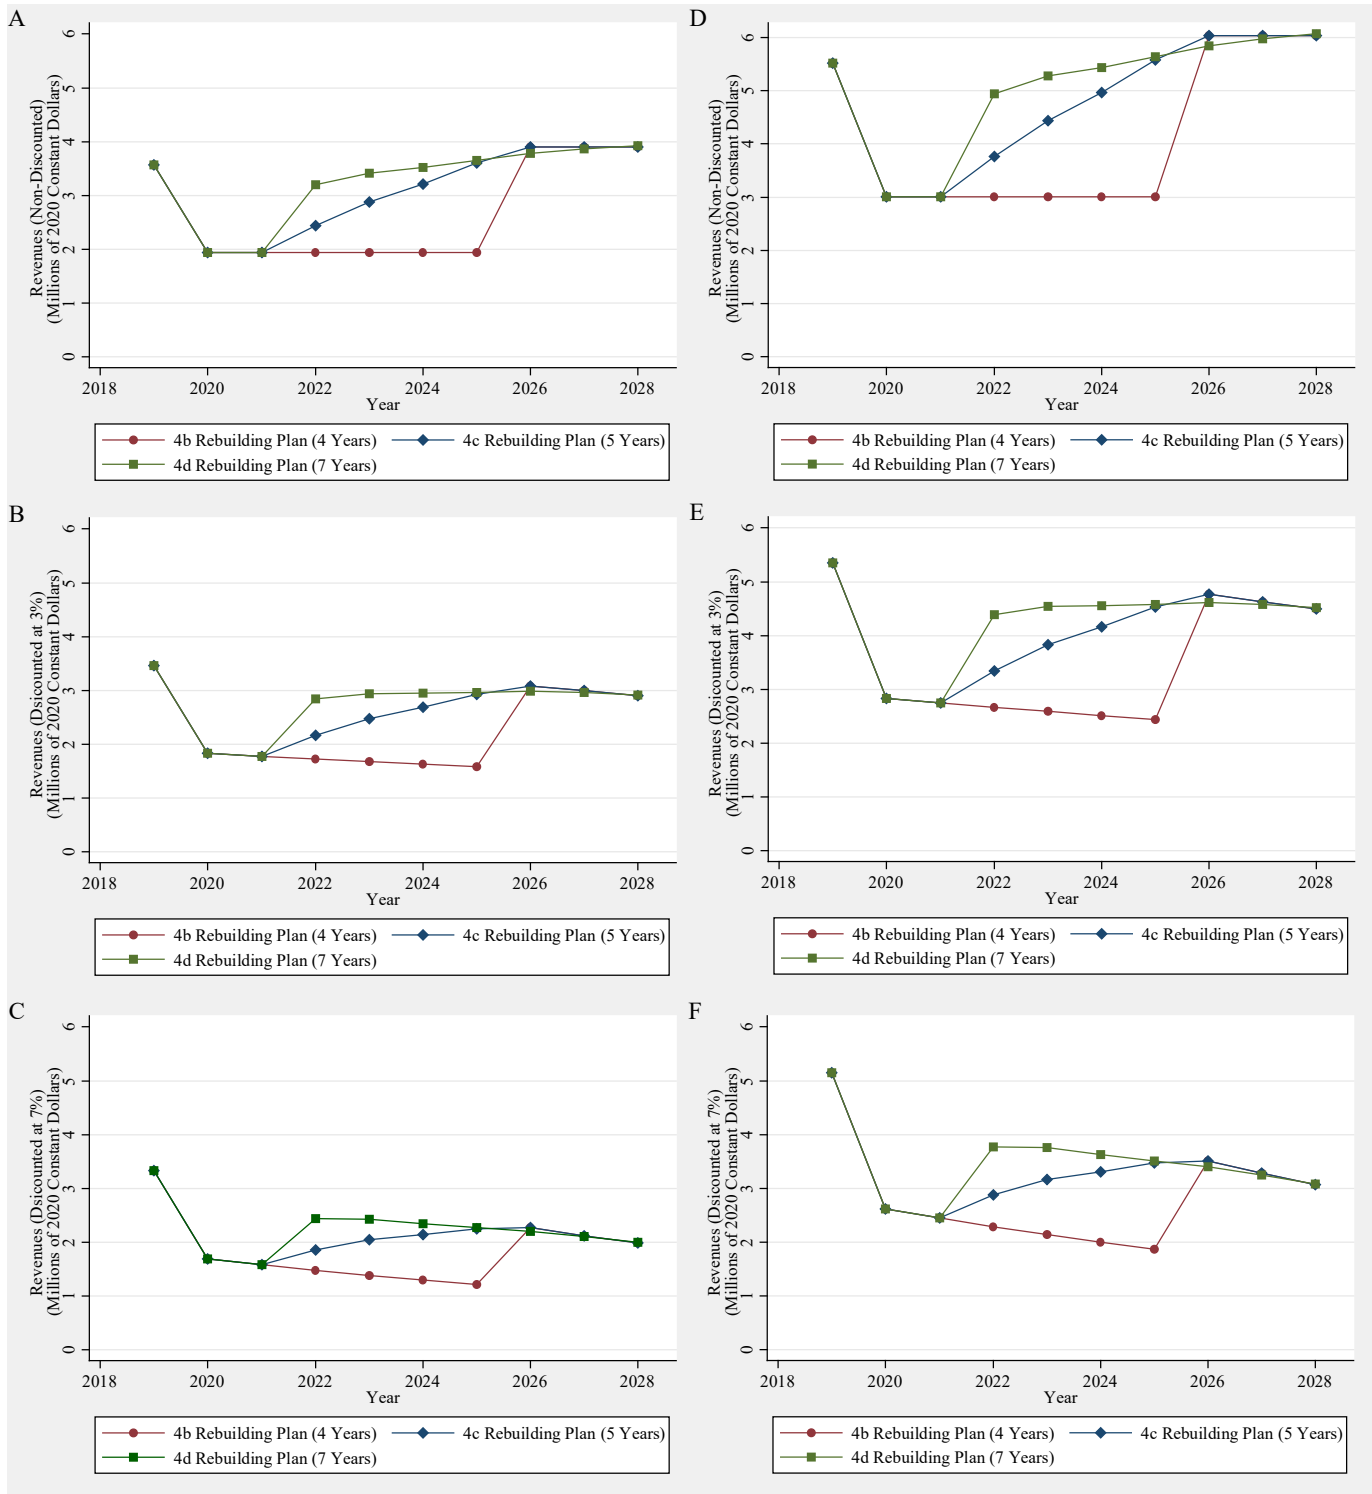 A
Revenues (Non-Discounted)
(Millions of 2020 Constant Dollars)
0 1 2 3 4 5 6
2018 2020 2022 2024 2026 2028
Year
4b Rebuilding Plan (4 Years) 4c Rebuilding Plan (5 Years)
4d Rebuilding Plan (7 Years)
D
Revenues (Non-Discounted)
(Millions of 2020 Constant Dollars)
0 1 2 3 4 5 6
2018 2020 2022 2024 2026 2028
Year
4b Rebuilding Plan (4 Years) 4c Rebuilding Plan (5 Years)
4d Rebuilding Plan (7 Years)
B
Revenues (Dsicounted at 3%)
(Millions of 2020 Constant Dollars)
0 1 2 3 4 5 6
2018 2020 2022 2024 2026 2028
Year
4b Rebuilding Plan (4 Years) 4c Rebuilding Plan (5 Years)
4d Rebuilding Plan (7 Years)
E
Revenues (Dsicounted at 3%)
(Millions of 2020 Constant Dollars)
0 1 2 3 4 5 6
2018 2020 2022 2024 2026 2028
Year
4b Rebuilding Plan (4 Years) 4c Rebuilding Plan (5 Years)
4d Rebuilding Plan (7 Years)
C
Revenues (Dsicounted at 7%)
(Millions of 2020 Constant Dollars)
0 1 2 3 4 5 6
2018 2020 2022 2024 2026 2028
Year
4b Rebuilding Plan (4 Years) 4c Rebuilding Plan (5 Years)
4d Rebuilding Plan (7 Years)
F
Revenues (Dsicounted at 7%)
(Millions of 2020 Constant Dollars)
0 1 2 3 4 5 6
2018 2020 2022 2024 2026 2028
Year
4b Rebuilding Plan (4 Years) 4c Rebuilding Plan (5 Years)
4d Rebuilding Plan (7 Years)